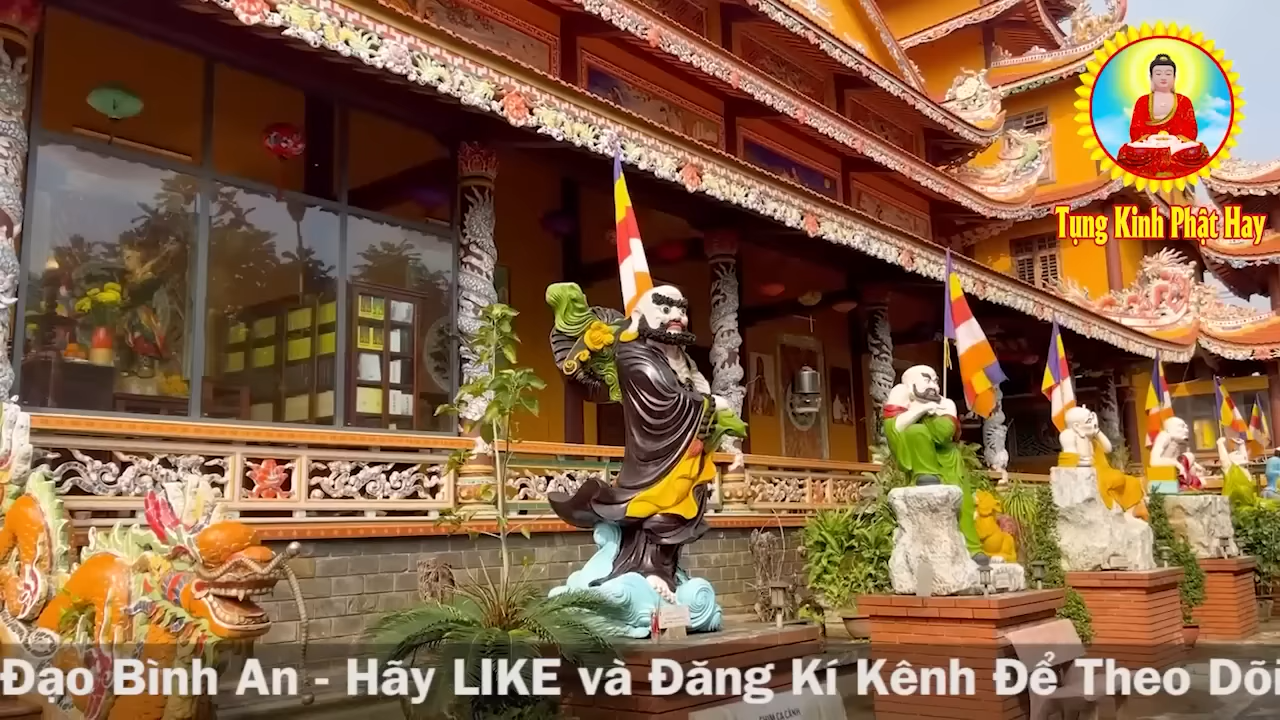 Tụng Kinh Phật Hay
Đạo Bình An - Hãy LIKE và Đăng Kí Kênh Để Theo Dõi